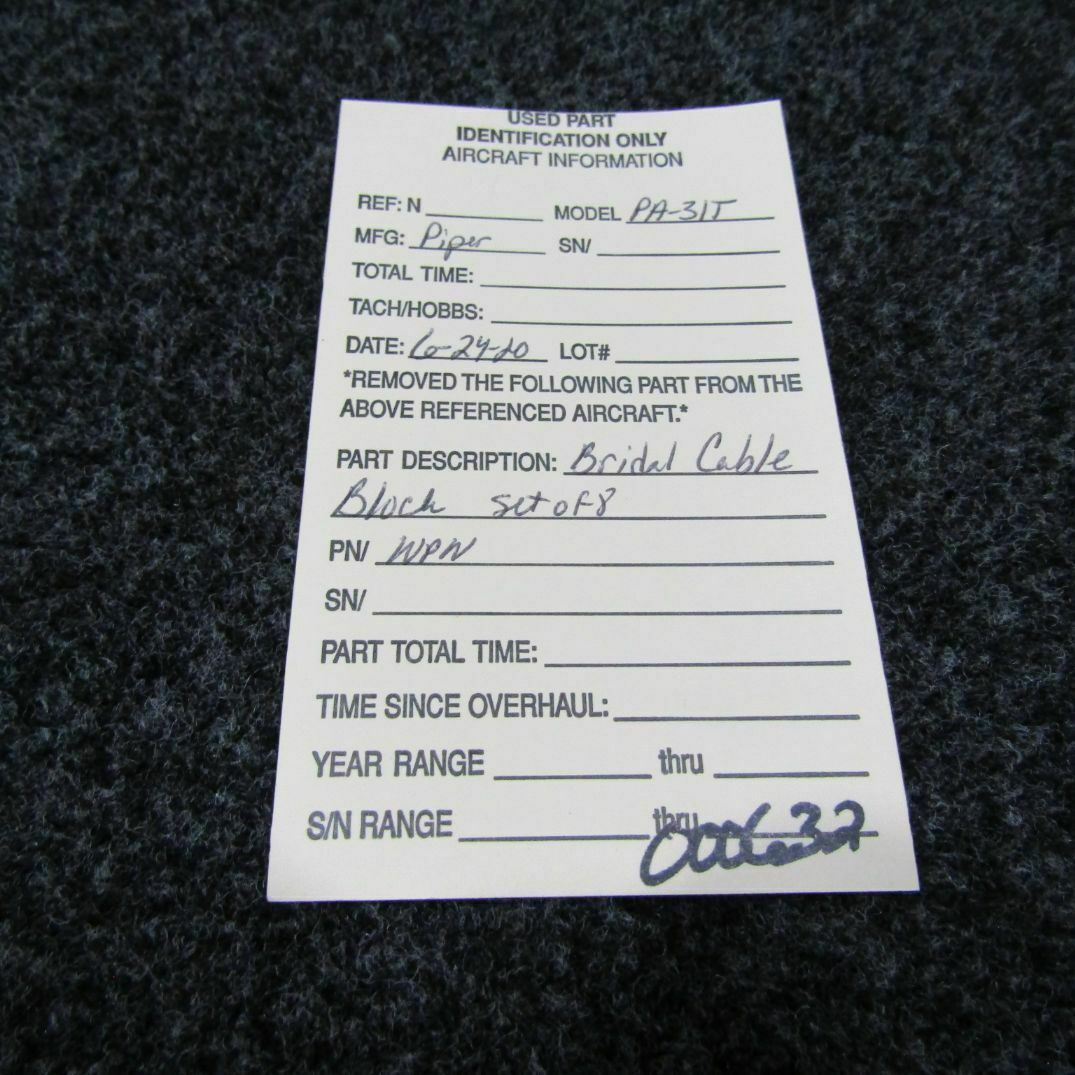 USED PART
IDENTIFICATION ONLY
AIRCRAFT INFORMATION
REF: N MODEL PA-31T
MFG: Piper SN/
TOTAL TIME:
TACH/HOBBS:
DATE: 6-24-20 LOT#
*REMOVED THE FOLLOWING PART FROM THE
ABOVE REFERENCED AIRCRAFT.*
PART DESCRIPTION: Bridal Cable
Block set of 8
PN/ WPN
SN/
PART TOTAL TIME:
TIME SINCE OVERHAUL:
YEAR RANGE thru
S/N RANGE thru